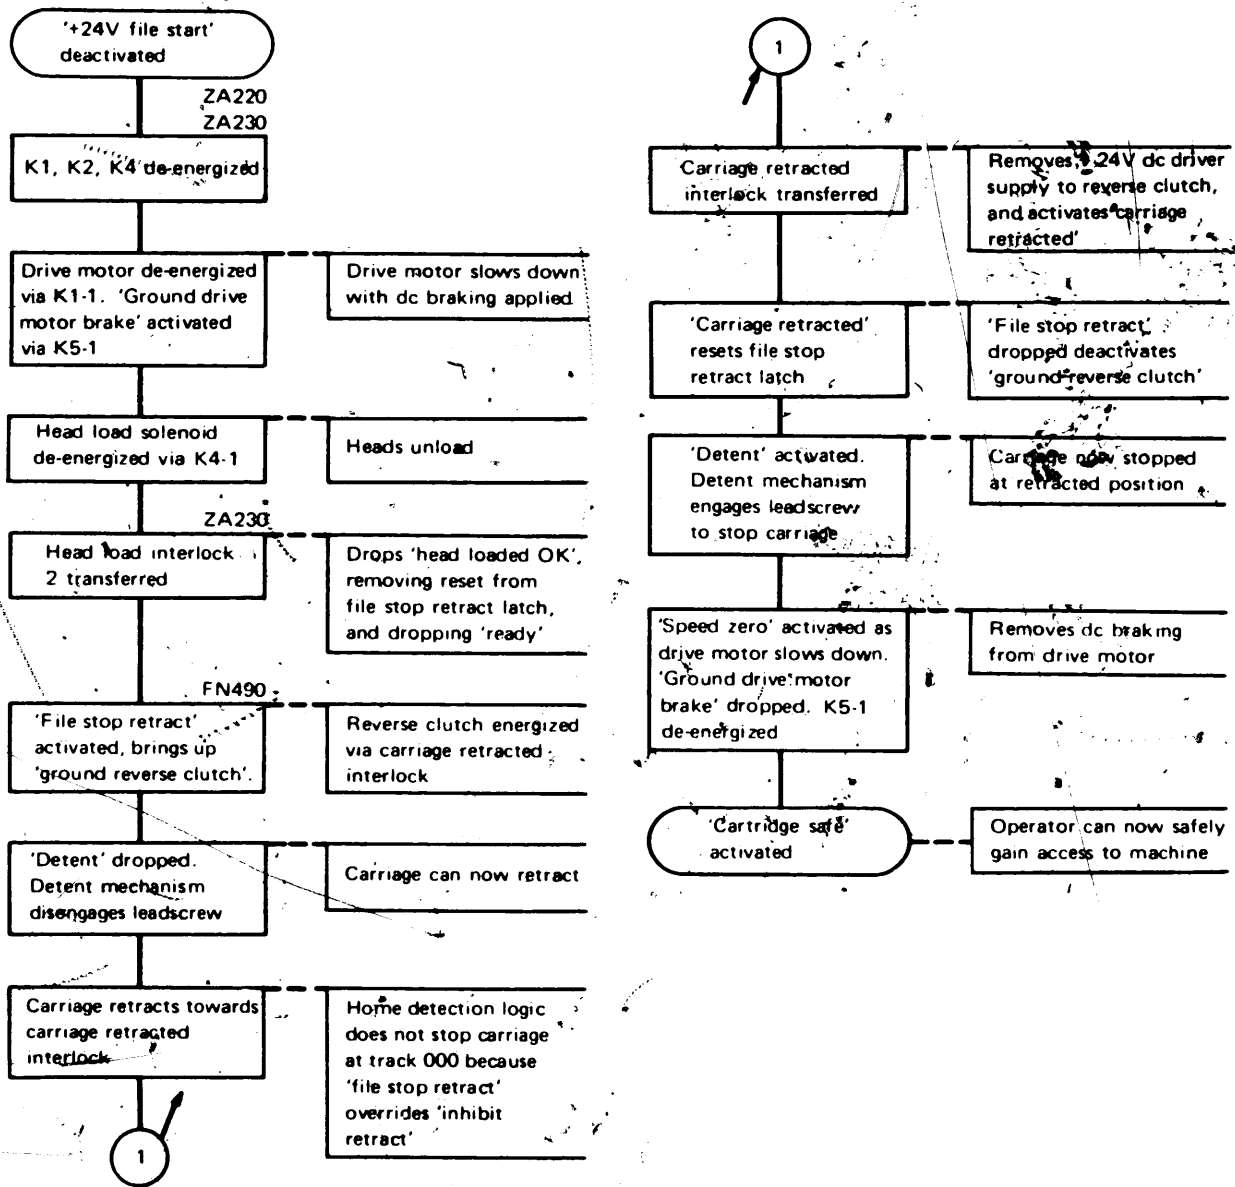 '+24V file start'
deactivated
ZA220
ZA230
K1, K2, K4 de-energized
Drive motor de-energized
via K1-1. 'Ground drive
motor brake' activated
via K5-1
Drive motor slows down
with dc braking applied
Head load solenoid
de-energized via K4-1
Heads unload
ZA230
Head load interlock
2 transferred
Drops 'head loaded OK',
removing reset from
file stop retract latch,
and dropping 'ready'
FN490
'File stop retract'
activated, brings up
'ground reverse clutch'.
Reverse clutch energized
via carriage retracted
interlock
'Detent' dropped.
Detent mechanism
disengages leadscrew
Carriage can now retract
Carriage retracts towards
carriage retracted
interlock
Home detection logic
does not stop carriage
at track 000 because
'file stop retract'
overrides 'inhibit
retract'
1
1
Carriage retracted
interlock transferred
Removes +24V dc driver
supply to reverse clutch,
and activates carriage
retracted'
'Carriage retracted'
resets file stop
retract latch
'File stop retract'
dropped deactivates
'ground reverse clutch'
'Detent' activated.
Detent mechanism
engages leadscrew
to stop carriage
Carriage now stopped
at retracted position
'Speed zero' activated as
drive motor slows down.
'Ground drive motor
brake' dropped. K5-1
de-energized
Removes dc braking
from drive motor
'Cartridge safe'
activated
Operator can now safely
gain access to machine